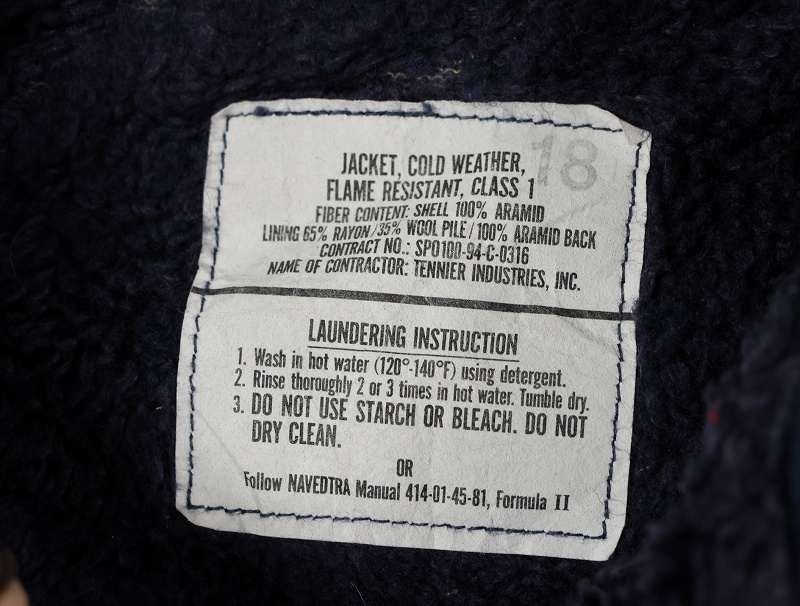 18
JACKET, COLD WEATHER,
FLAME RESISTANT, CLASS 1
FIBER CONTENT: SHELL 100% ARAMID
LINING 65% RAYON/35% WOOL PILE/100% ARAMID BACK
CONTRACT NO.: SPO100-94-C-0316
NAME OF CONTRACTOR: TENNIER INDUSTRIES, INC.
LAUNDERING INSTRUCTION
1. Wash in hot water (120°-140°F) using detergent.
2. Rinse thoroughly 2 or 3 times in hot water. Tumble dry.
3. DO NOT USE STARCH OR BLEACH. DO NOT
DRY CLEAN.
OR
Follow NAVEDTRA Manual 414-01-45-81, Formula II